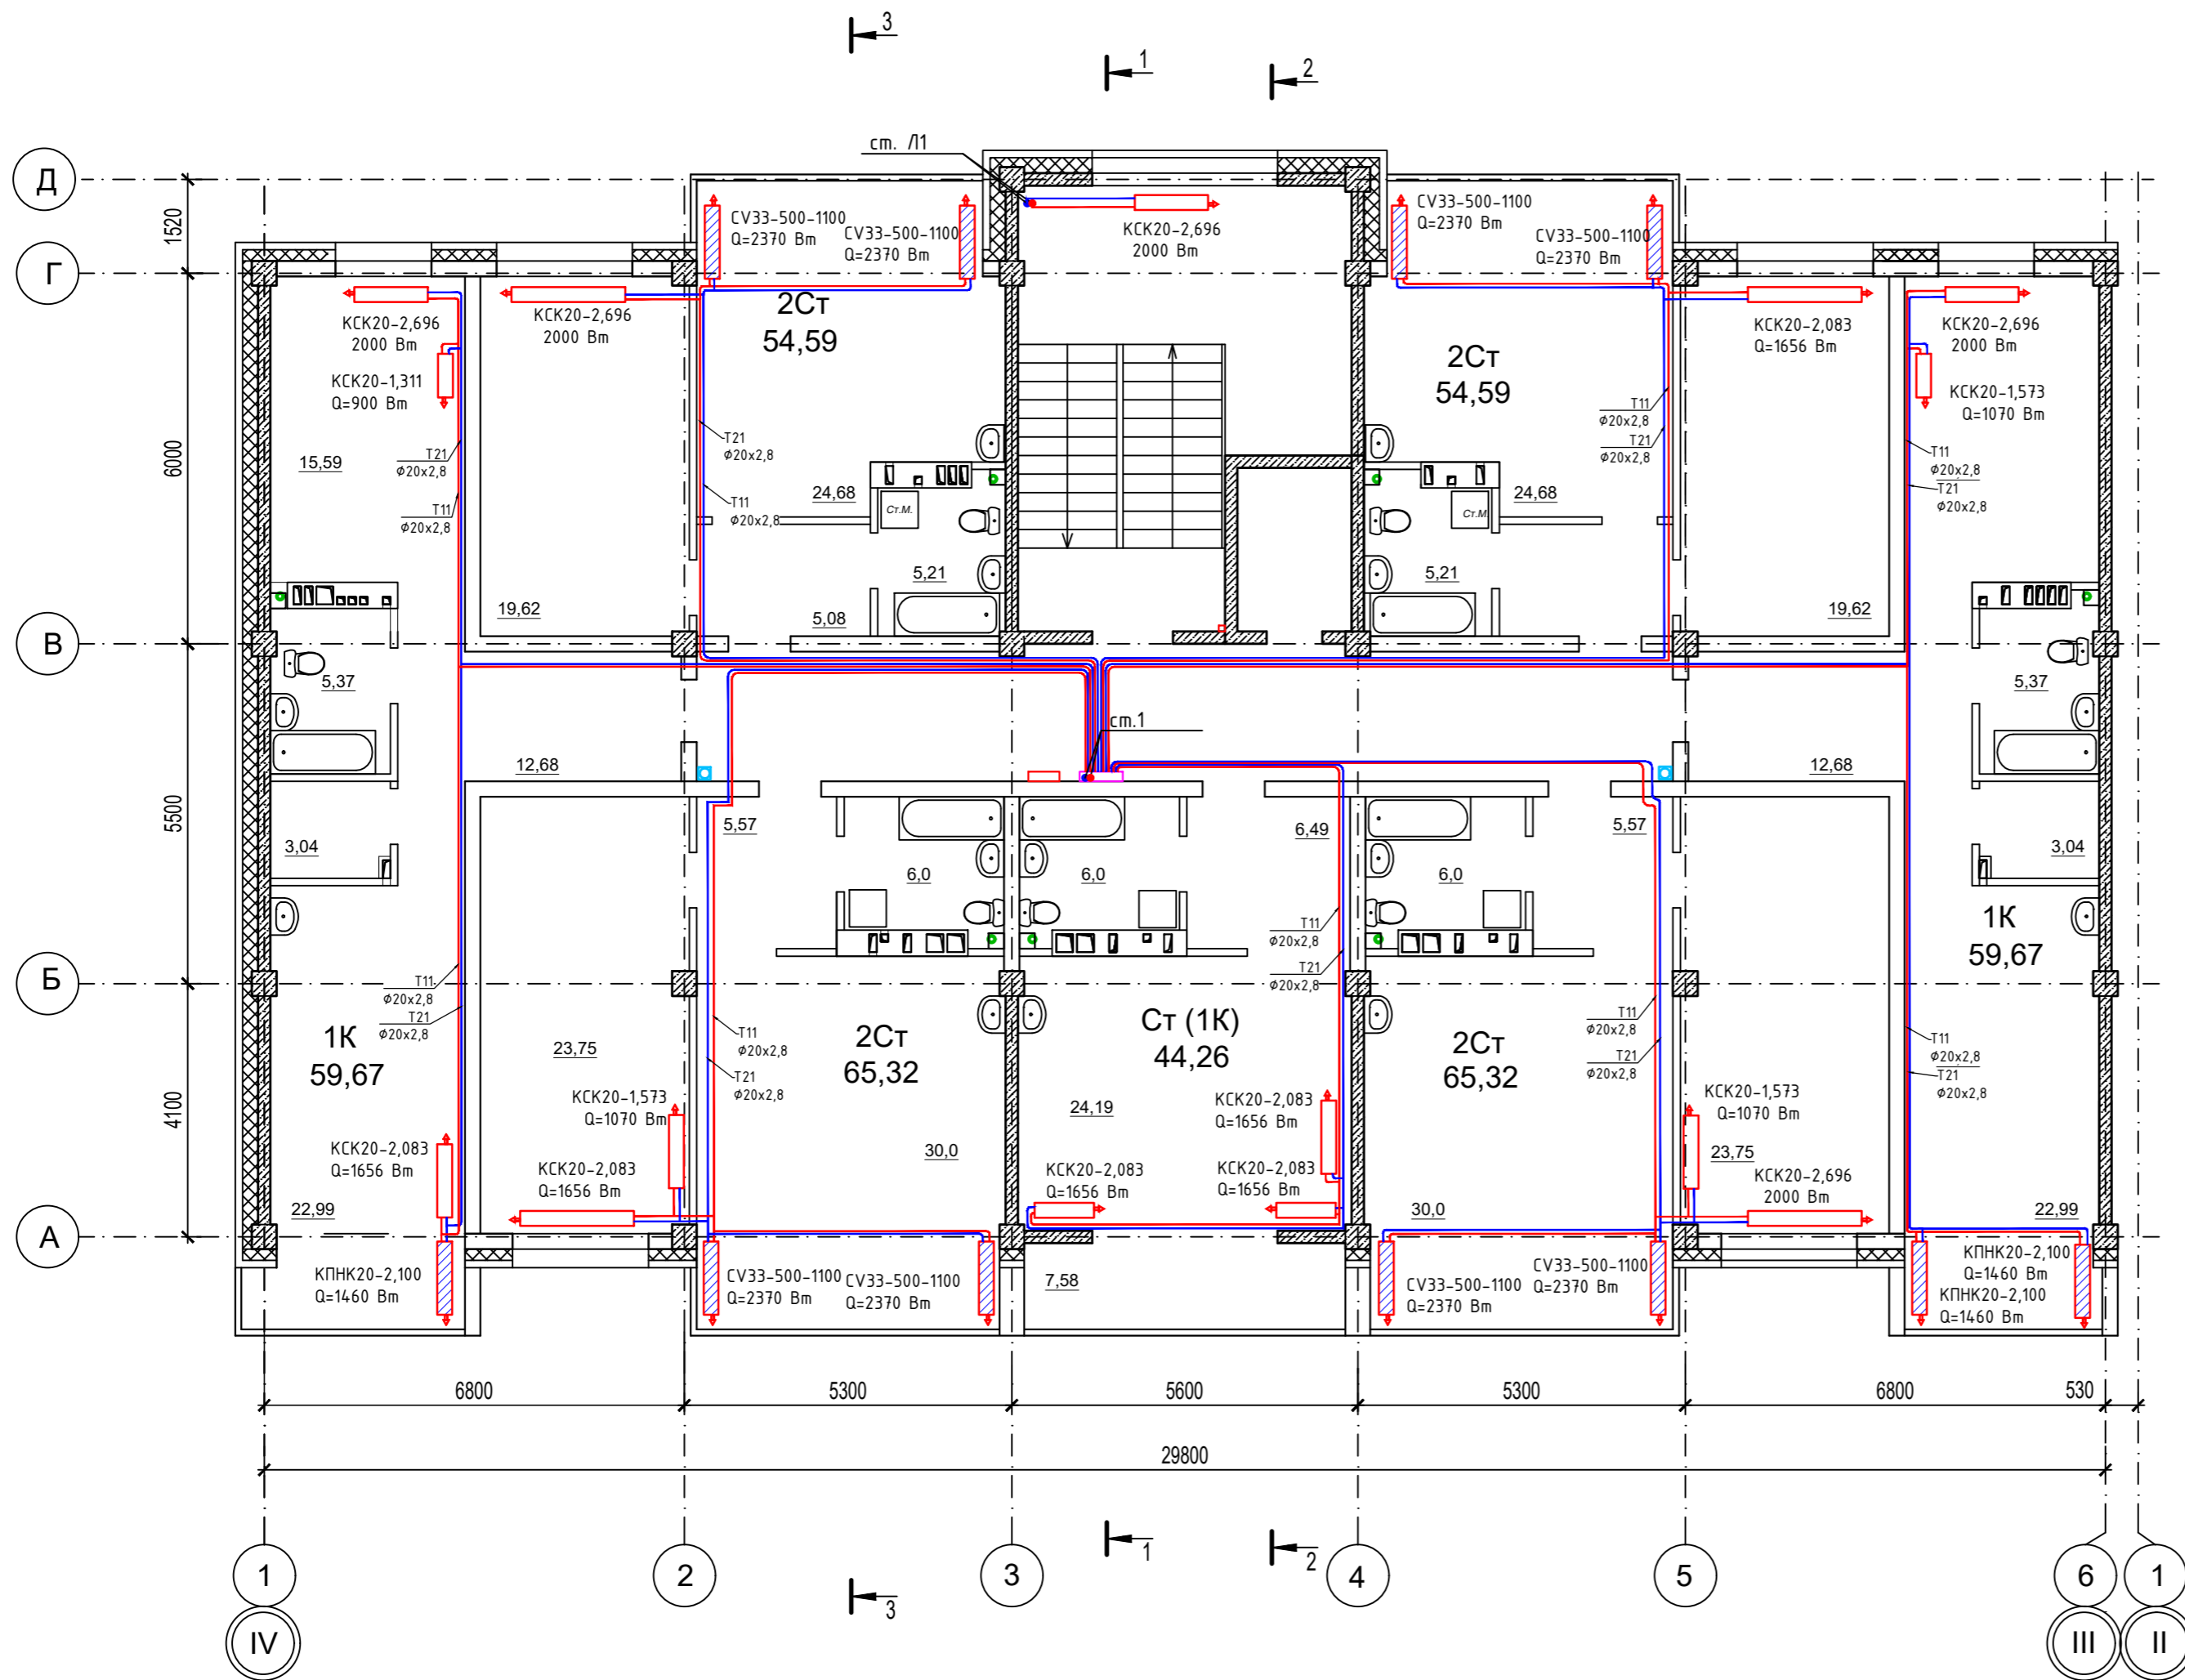 3
1
2
ст. Л1
Д
Г
В
Б
А
1520
6000
5500
4100
CV33-500-1100
Q=2370 Вт
CV33-500-1100
Q=2370 Вт
КСК20-2,696
2000 Вт
CV33-500-1100
Q=2370 Вт
CV33-500-1100
Q=2370 Вт
КСК20-2,696
2000 Вт
КСК20-2,696
2000 Вт
2Ст
54,59
2Ст
54,59
КСК20-2,083
Q=1656 Вт
КСК20-2,696
2000 Вт
КСК20-1,311
Q=900 Вт
КСК20-1,573
Q=1070 Вт
Т21
ф20х2,8
Т11
ф20х2,8
Т21
ф20х2,8
Т11
ф20х2,8
Т11
ф20х2,8
Т21
ф20х2,8
Т11
ф20х2,8
Т21
ф20х2,8
15,59
24,68
Ст.М.
Ст.М.
24,68
19,62
5,21
5,08
5,21
19,62
5,37
5,37
ст.1
12,68
12,68
3,04
5,57
6,0
6,0
6,49
6,0
5,57
3,04
Т11
ф20х2,8
Т21
ф20х2,8
1К
59,67
Т11
ф20х2,8
Т21
ф20х2,8
1К
59,67
23,75
Т11
ф20х2,8
Т21
ф20х2,8
2Ст
65,32
Ст (1К)
44,26
2Ст
65,32
Т11
ф20х2,8
Т21
ф20х2,8
Т11
ф20х2,8
Т21
ф20х2,8
КСК20-1,573
Q=1070 Вт
24,19
КСК20-2,083
Q=1656 Вт
КСК20-1,573
Q=1070 Вт
КСК20-2,083
Q=1656 Вт
КСК20-2,083
Q=1656 Вт
30,0
КСК20-2,083
Q=1656 Вт
КСК20-2,083
Q=1656 Вт
23,75
КСК20-2,696
2000 Вт
22,99
30,0
22,99
КПНК20-2,100
Q=1460 Вт
CV33-500-1100
Q=2370 Вт
CV33-500-1100
Q=2370 Вт
7,58
CV33-500-1100
Q=2370 Вт
CV33-500-1100
Q=2370 Вт
КПНК20-2,100
Q=1460 Вт
КПНК20-2,100
Q=1460 Вт
6800
5300
5600
5300
6800
530
29800
1
2
3
1
2
3
4
5
6
1
IV
III
II